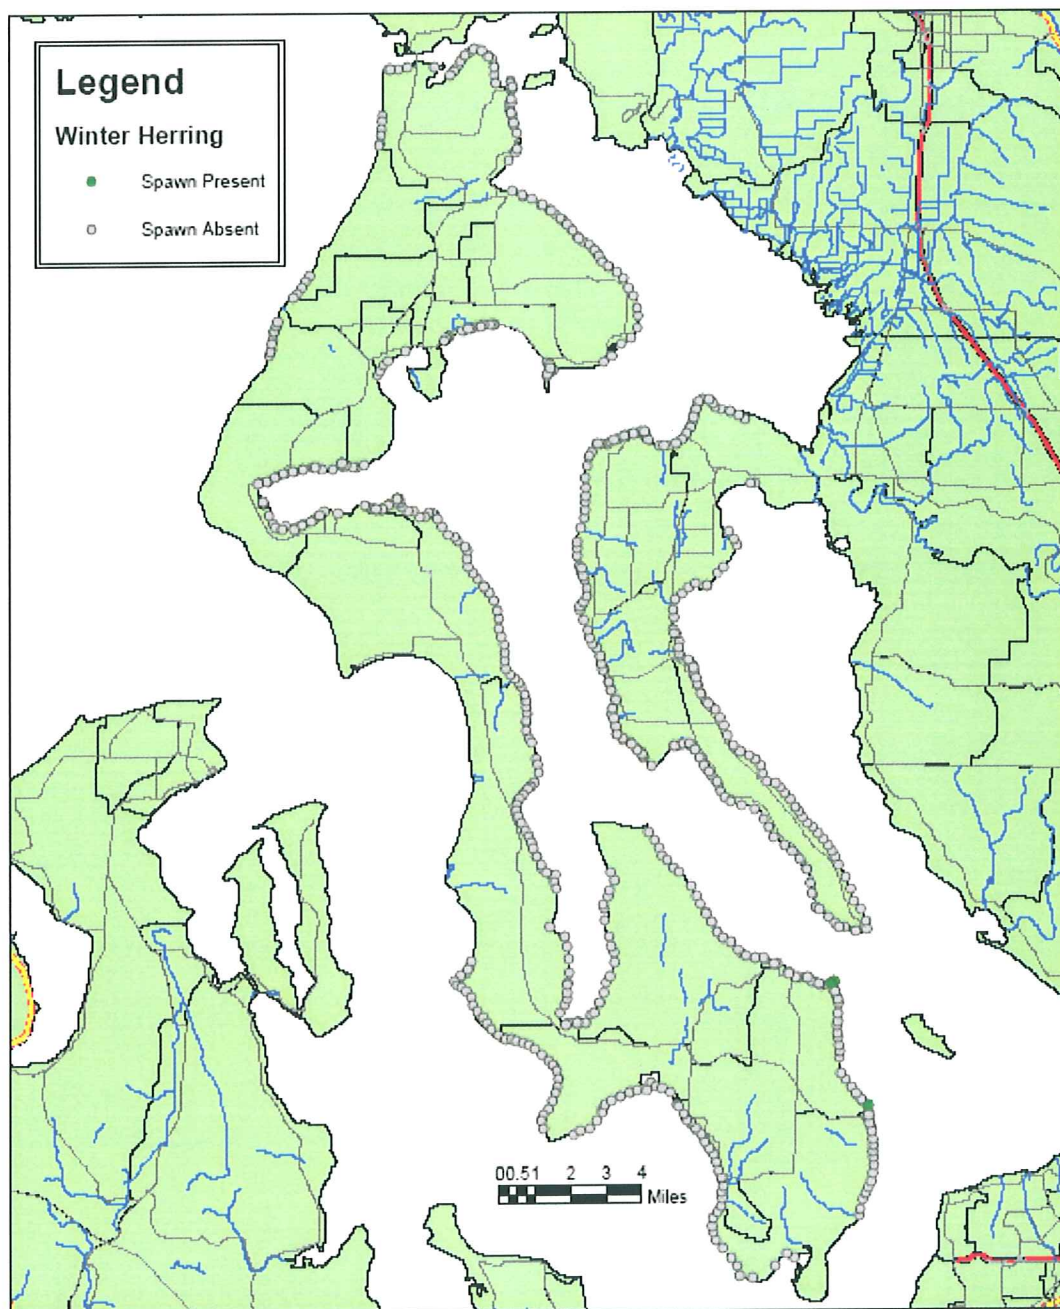 Legend
Winter Herring
Spawn Present
Spawn Absent
00.51 2 3 4
Miles